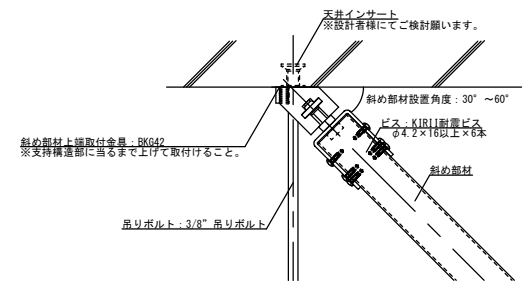 天井インサート
※設計者様にてご検討願います。
斜め部材設置角度：30°～60°
ビス：KIRII耐震ビス
φ4.2×16以上×6本
斜め部材上端取付金具：BKG42
※支持構造部に当るまで上げて取付けること。
斜め部材
吊りボルト：3/8”吊りボルト